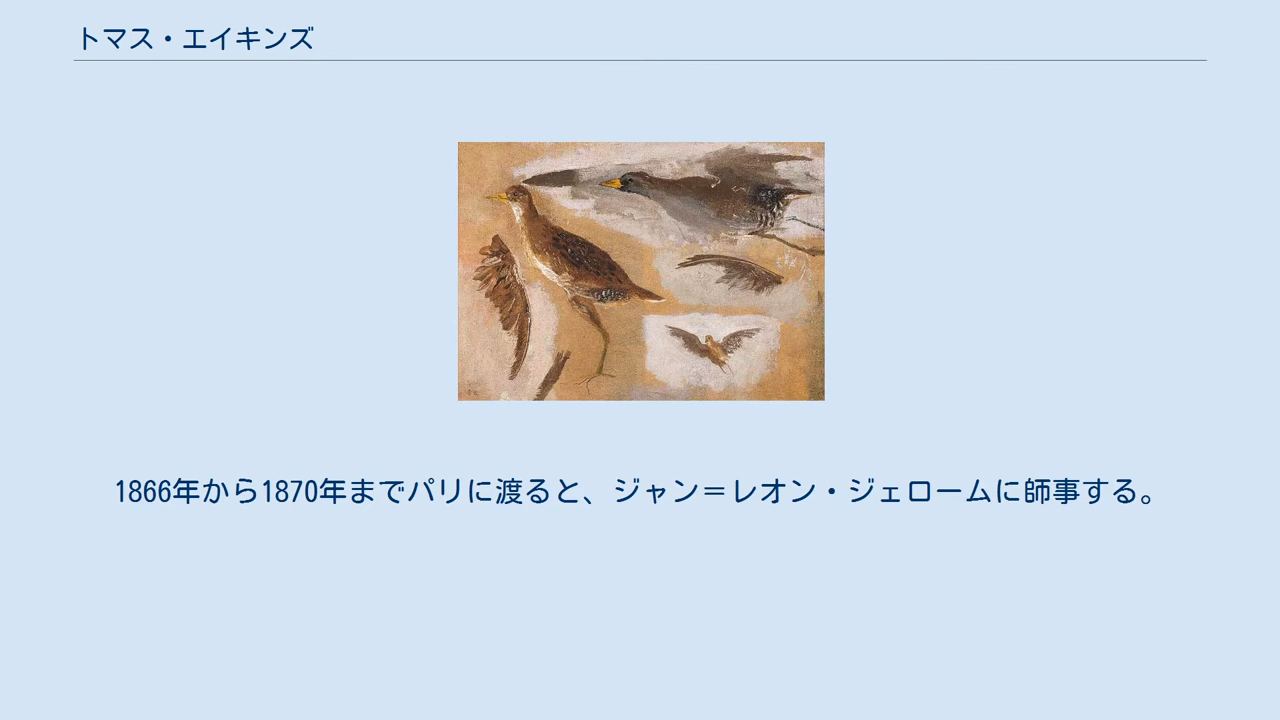 トマス・エイキンズ
1866年から1870年までパリに渡ると、ジャン＝レオン・ジェロームに師事する。